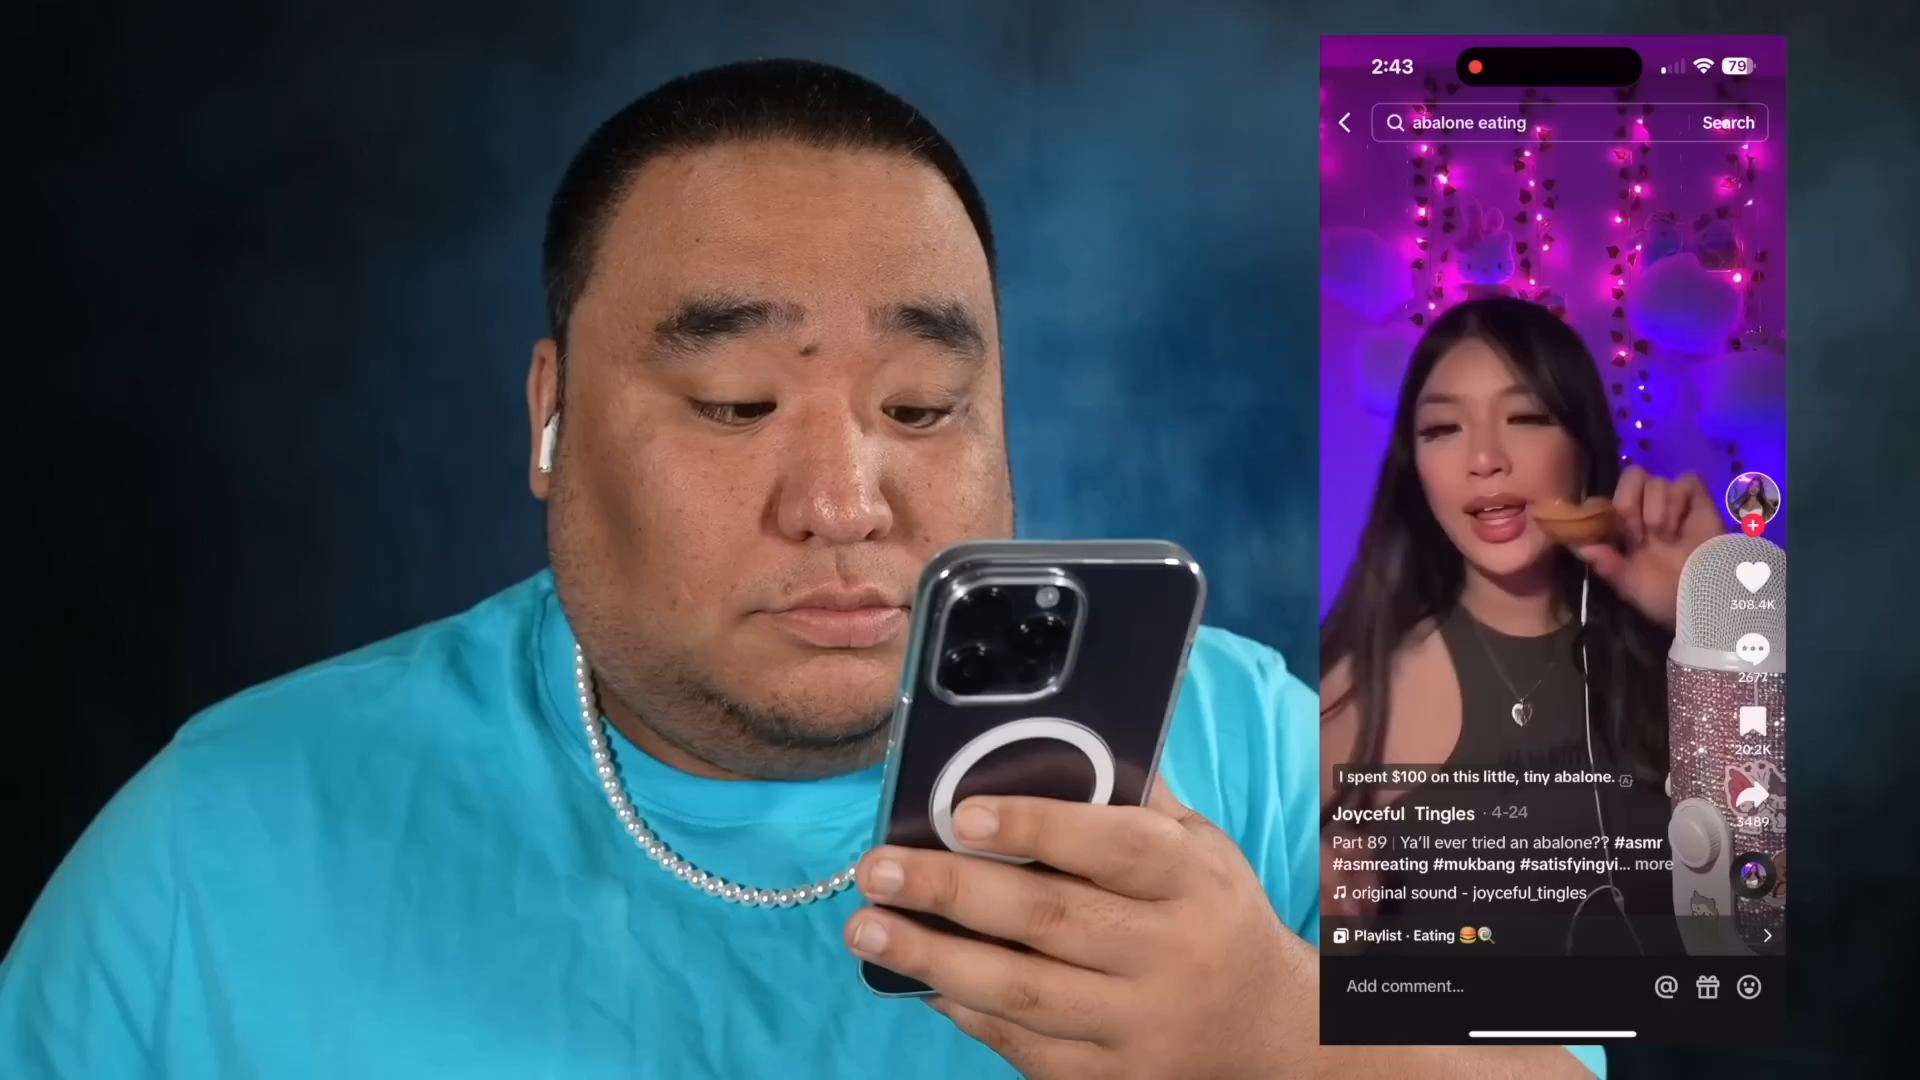 2:43
79
abalone eating
Search
308.4K
2677
20.2K
3489
I spent $100 on this little, tiny abalone.
Joyceful Tingles · 4-24
Part 89 | Ya'll ever tried an abalone?? #asmr
#asmreating #mukbang #satisfyingvi... more
original sound - joyceful_tingles
Playlist · Eating 🍔🍭
Add comment...